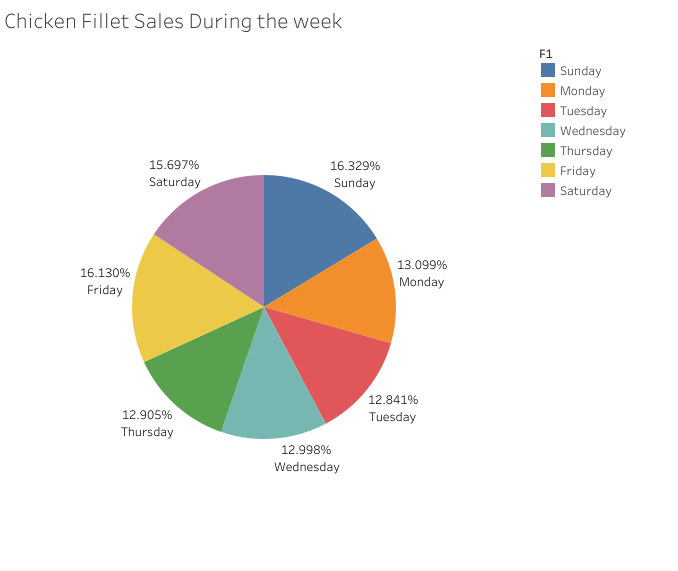 Chicken Fillet Sales During the week
F1
Sunday
Monday
Tuesday
Wednesday
Thursday
Friday
Saturday
15.697%
Saturday
16.329%
Sunday
16.130%
Friday
13.099%
Monday
12.905%
Thursday
12.841%
Tuesday
12.998%
Wednesday